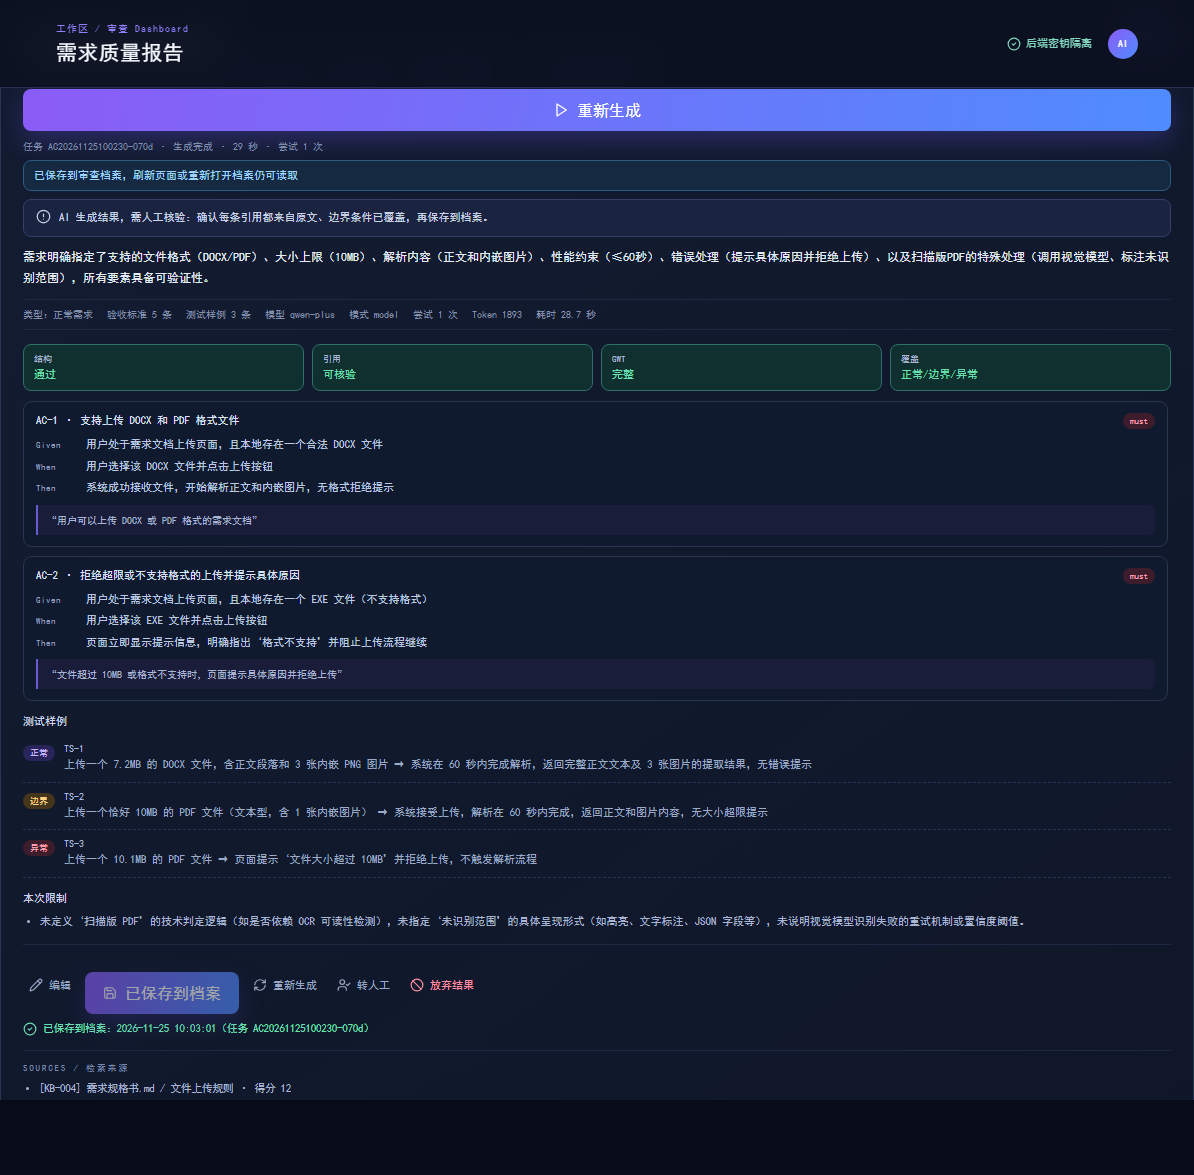 工作区 / 审查 Dashboard
需求质量报告
后端密钥隔离
AI
重新生成
任务 AC20261125100230-070d · 生成完成 · 29 秒 · 尝试 1 次
已保存到审查档案，刷新页面或重新打开档案仍可读取
AI 生成结果，需人工核验：确认每条引用都来自原文、边界条件已覆盖，再保存到档案。
需求明确指定了支持的文件格式（DOCX/PDF）、大小上限（10MB）、解析内容（正文和内嵌图片）、性能约束（≤60秒）、错误处理（提示具体原因并拒绝上传）、以及扫描版PDF的特殊处理（调用视觉模型、标注未识
别范围），所有要素具备可验证性。
类型：正常需求 验收标准 5 条 测试样例 3 条 模型 qwen-plus 模式 model 尝试 1 次 Token 1893 耗时 28.7 秒
结构
通过
引用
可核验
GWT
完整
覆盖
正常/边界/异常
AC-1 · 支持上传 DOCX 和 PDF 格式文件
must
Given 用户处于需求文档上传页面，且本地存在一个合法 DOCX 文件
When 用户选择该 DOCX 文件并点击上传按钮
Then 系统成功接收文件，开始解析正文和内嵌图片，无格式拒绝提示
“用户可以上传 DOCX 或 PDF 格式的需求文档”
AC-2 · 拒绝超限或不支持格式的上传并提示具体原因
must
Given 用户处于需求文档上传页面，且本地存在一个 EXE 文件（不支持格式）
When 用户选择该 EXE 文件并点击上传按钮
Then 页面立即显示提示信息，明确指出‘格式不支持’并阻止上传流程继续
“文件超过 10MB 或格式不支持时，页面提示具体原因并拒绝上传”
测试样例
正常
TS-1
上传一个 7.2MB 的 DOCX 文件，含正文段落和 3 张内嵌 PNG 图片 → 系统在 60 秒内完成解析，返回完整正文文本及 3 张图片的提取结果，无错误提示
边界
TS-2
上传一个恰好 10MB 的 PDF 文件（文本型，含 1 张内嵌图片） → 系统接受上传，解析在 60 秒内完成，返回正文和图片内容，无大小超限提示
异常
TS-3
上传一个 10.1MB 的 PDF 文件 → 页面提示‘文件大小超过 10MB’并拒绝上传，不触发解析流程
本次限制
• 未定义‘扫描版 PDF’的技术判定逻辑（如是否依赖 OCR 可读性检测），未指定‘未识别范围’的具体呈现形式（如高亮、文字标注、JSON 字段等），未说明视觉模型识别失败的重试机制或置信度阈值。
编辑
已保存到档案
重新生成
转人工
放弃结果
已保存到档案：2026-11-25 10:03:01（任务 AC20261125100230-070d）
SOURCES / 检索来源
• [KB-004] 需求规格书.md / 文件上传规则 · 得分 12